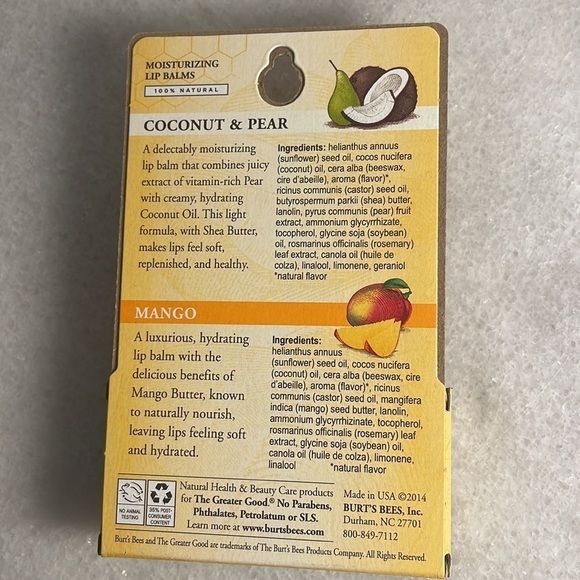 MOISTURIZING
LIP BALMS
100% NATURAL
COCONUT & PEAR
A delectably moisturizing
lip balm that combines juicy
extract of vitamin-rich Pear
with creamy, hydrating
Coconut Oil. This light
formula, with Shea Butter,
makes lips feel soft,
replenished, and healthy.
Ingredients: helianthus annuus
(sunflower) seed oil, cocos nucifera
(coconut) oil, cera alba (beeswax,
cire d'abeille), aroma (flavor)*,
ricinus communis (castor) seed oil,
butyrospermum parkii (shea) butter,
lanolin, pyrus communis (pear) fruit
extract, ammonium glycyrrhizate,
tocopherol, glycine soja (soybean)
oil, rosmarinus officinalis (rosemary)
leaf extract, canola oil (huile de
colza), linalool, limonene, geraniol
*natural flavor
MANGO
A luxurious, hydrating
lip balm with the
delicious benefits of
Mango Butter, known
to naturally nourish,
leaving lips feeling soft
and hydrated.
Ingredients:
helianthus annuus
(sunflower) seed oil, cocos nucifera
(coconut) oil, cera alba (beeswax, cire
d'abeille), aroma (flavor)*, ricinus
communis (castor) seed oil, mangifera
indica (mango) seed butter, lanolin,
ammonium glycyrrhizinate, tocopherol,
rosmarinus officinalis (rosemary) leaf
extract, glycine soja (soybean) oil,
canola oil (huile de colza), limonene,
linalool *natural flavor
NO ANIMAL
TESTING
35% POST-
CONSUMER
CONTENT
Natural Health & Beauty Care products
for The Greater Good.® No Parabens,
Phthalates, Petrolatum or SLS.
Learn more at www.burtsbees.com
Made in USA ©2014
BURT'S BEES, Inc.
Durham, NC 27701
800-849-7112
Burt's Bees and The Greater Good are trademarks of The Burt's Bees Products Company. All Rights Reserved.